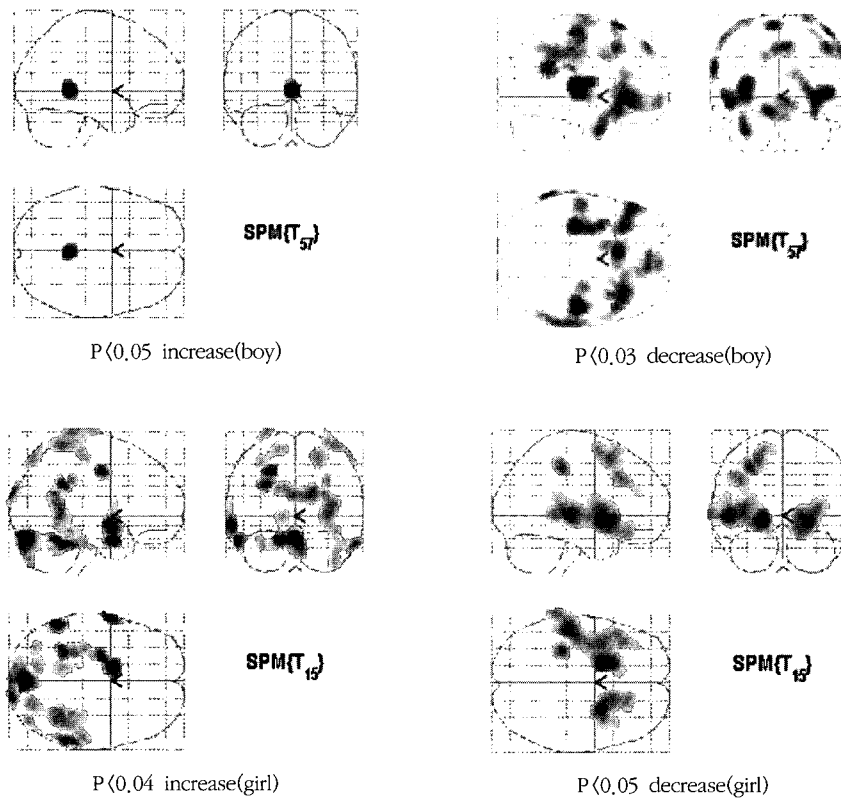 SPM{T57}
SPM{T57}
P<0.05 increase(boy)
P<0.03 decrease(boy)
SPM{T15}
SPM{T15}
P<0.04 increase(girl)
P<0.05 decrease(girl)